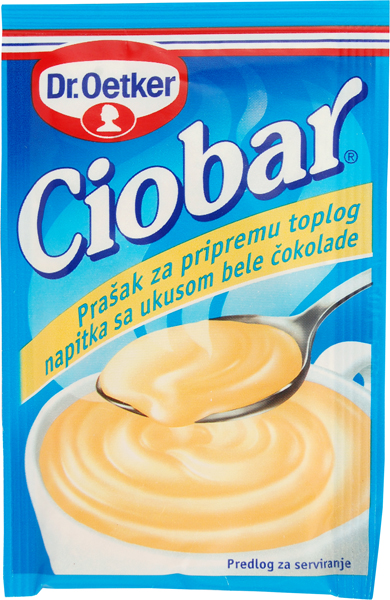 Dr.Oetker
Ciobar®
Prašak za pripremu toplog
napitka sa ukusom bele čokolade
Predlog za serviranje